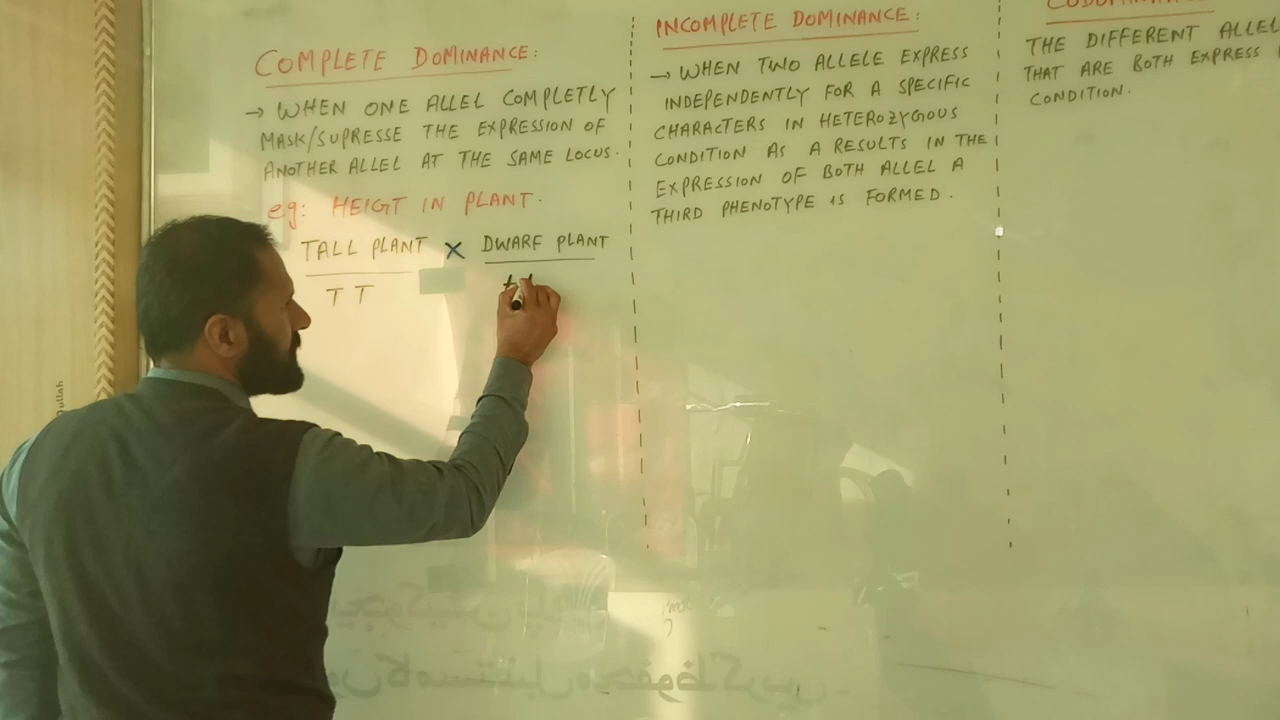 COMPLETE DOMINANCE:
→ WHEN ONE ALLEL COMPLETLY
MASK/SUPRESSE THE EXPRESSION OF
ANOTHER ALLEL AT THE SAME LOCUS.
eg: HEIGT IN PLANT.
TALL PLANT X DWARF PLANT
T T
INCOMPLETE DOMINANCE:
→ WHEN TWO ALLELE EXPRESS
INDEPENDENTLY FOR A SPECIFIC
CHARACTERS IN HETEROZYGOUS
CONDITION AS A RESULTS IN THE
EXPRESSION OF BOTH ALLEL A
THIRD PHENOTYPE IS FORMED.
THE DIFFERENT ALLEL
THAT ARE BOTH EXPRESS
CONDITION.